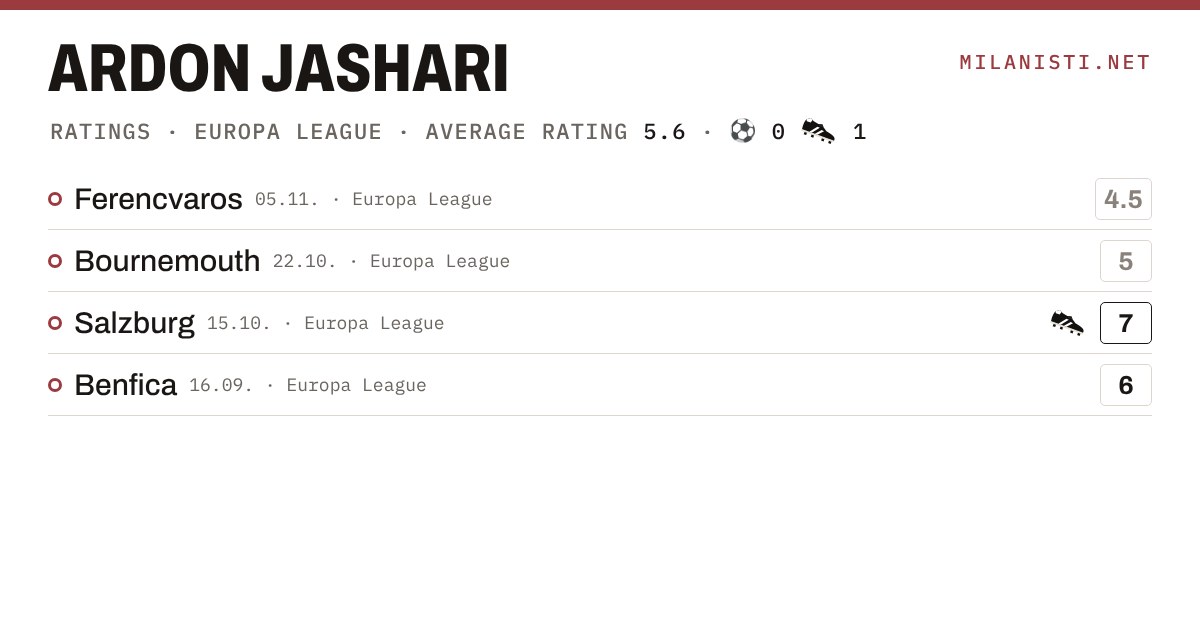 ARDON JASHARI
MILANISTI.NET
RATINGS · EUROPA LEAGUE · AVERAGE RATING 5.6 · ⚽ 0 👟 1
Ferencvaros 05.11. · Europa League 4.5
Bournemouth 22.10. · Europa League 5
Salzburg 15.10. · Europa League 7
Benfica 16.09. · Europa League 6